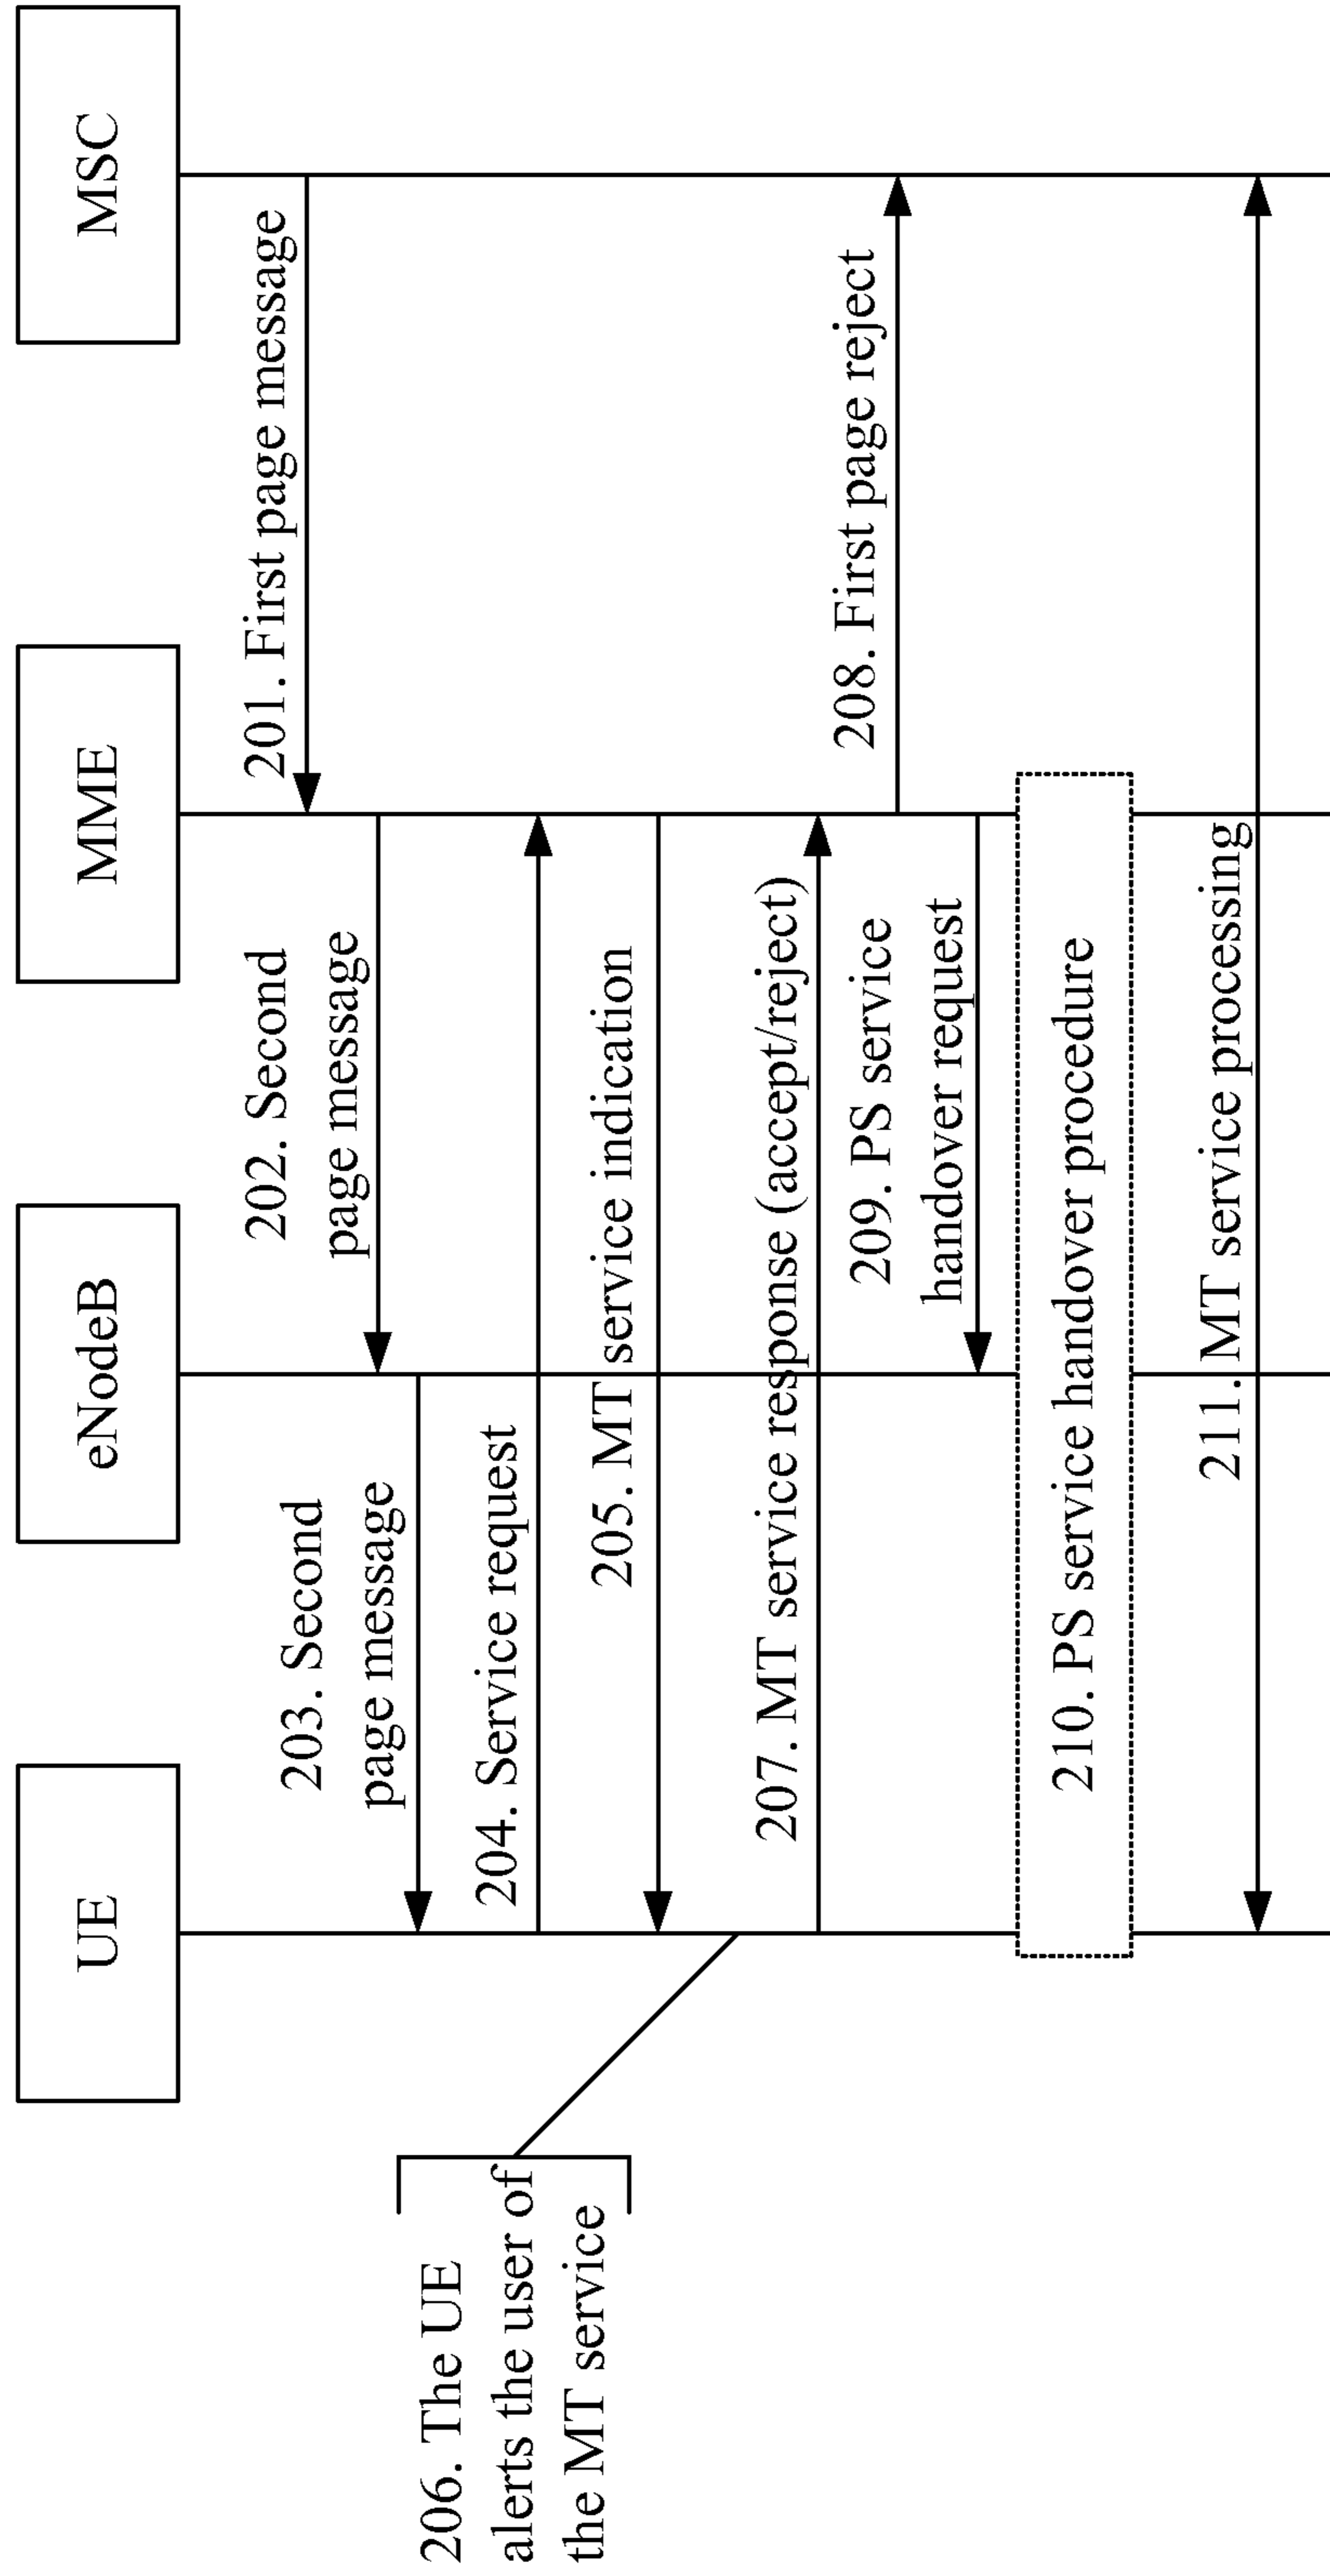 UE
eNodeB
MME
MSC
201. First page message
202. Second
page message
203. Second
page message
204. Service request
205. MT service indication
206. The UE
alerts the user of
the MT service
207. MT service response (accept/reject)
208. First page reject
209. PS service
handover request
210. PS service handover procedure
211. MT service processing